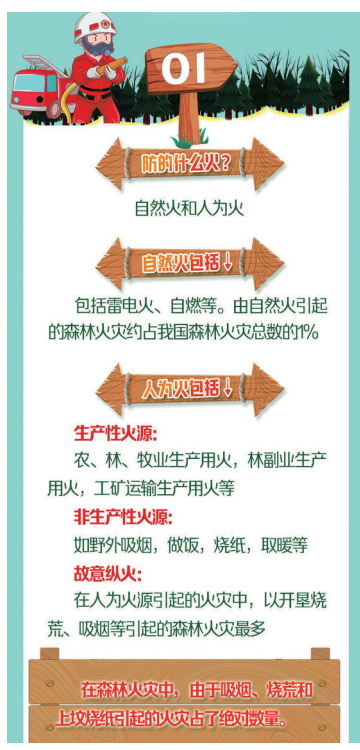 01
防的什么火？
自然火和人为火
自然火包括↓
包括雷电火、自燃等。由自然火引起
的森林火灾约占我国森林火灾总数的1%
人为火包括↓
生产性火源：
农、林、牧业生产用火，林副业生产
用火，工矿运输生产用火等
非生产性火源：
如野外吸烟，做饭，烧纸，取暖等
故意纵火：
在人为火源引起的火灾中，以开垦烧
荒、吸烟等引起的森林火灾最多
在森林火灾中，由于吸烟、烧荒和
上坟烧纸引起的火灾占了绝对数量。